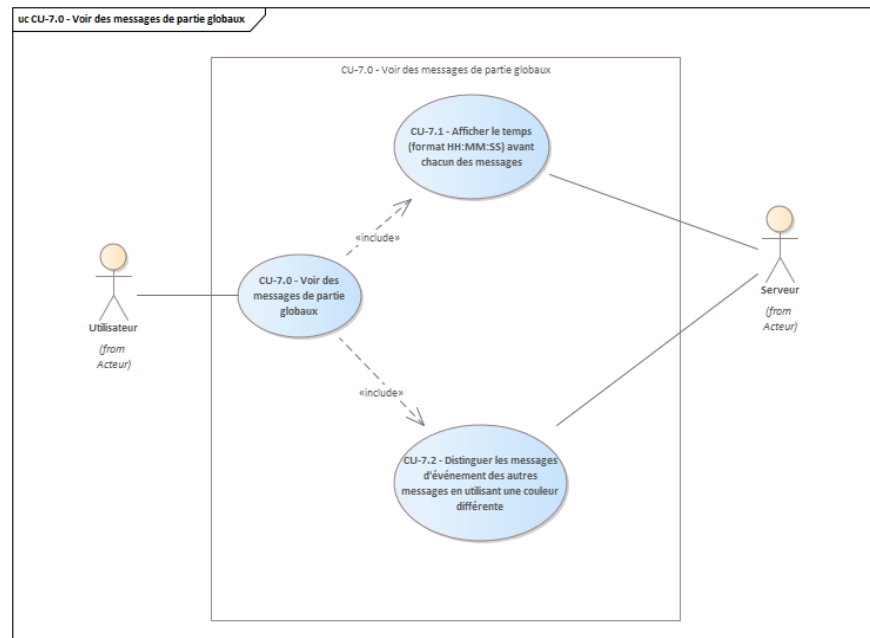 uc CU-7.0 - Voir des messages de partie globaux
CU-7.0 - Voir des messages de partie globaux
CU-7.1 - Afficher le temps
(format HH:MM:SS) avant
chacun des messages
«include»
CU-7.0 - Voir des
messages de partie
globaux
Utilisateur
(from
Acteur)
Serveur
(from
Acteur)
«include»
CU-7.2 - Distinguer les messages
d'événement des autres
messages en utilisant une couleur
différente